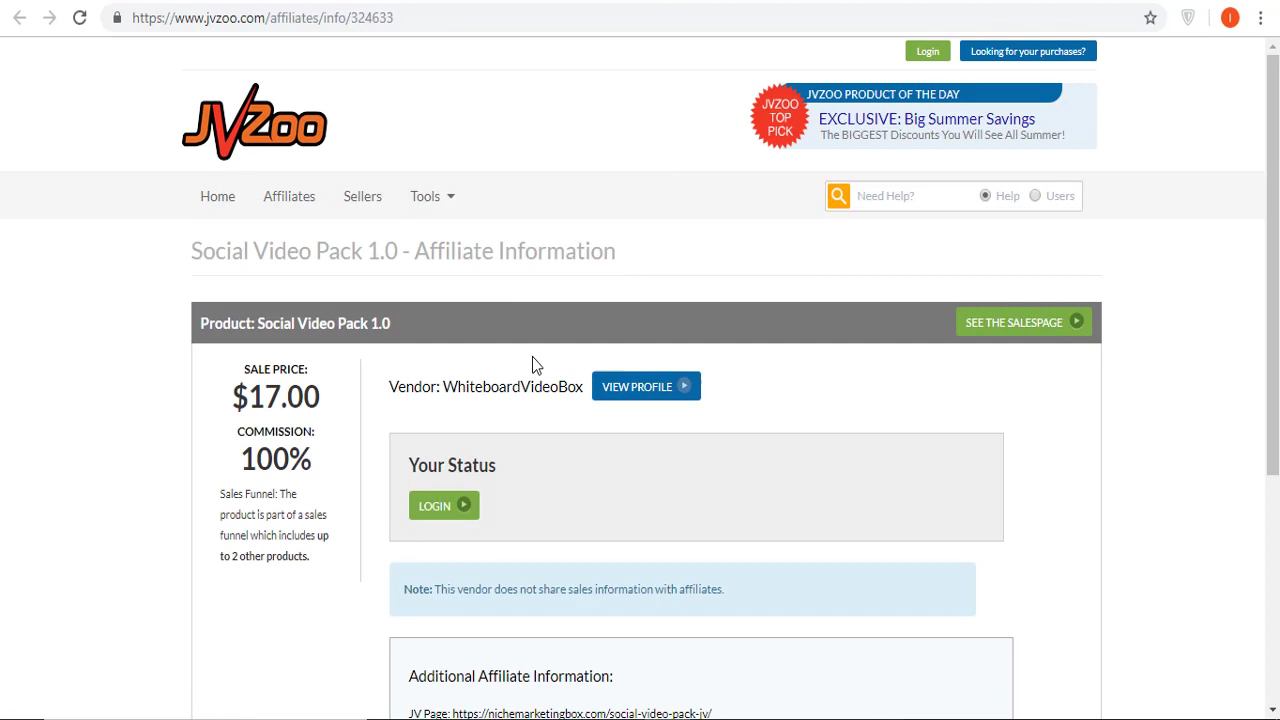 https://www.jvzoo.com/affiliates/info/324633
I
Login
Looking for your purchases?
JVZoo
JVZOO TOP PICK
JVZOO PRODUCT OF THE DAY
EXCLUSIVE: Big Summer Savings
The BIGGEST Discounts You Will See All Summer!
Home Affiliates Sellers Tools
Need Help? Help Users
Social Video Pack 1.0 - Affiliate Information
Product: Social Video Pack 1.0
SEE THE SALESPAGE
SALE PRICE:
$17.00
COMMISSION:
100%
Sales Funnel: The
product is part of a sales
funnel which includes up
to 2 other products.
Vendor: WhiteboardVideoBox
VIEW PROFILE
Your Status
LOGIN
Note: This vendor does not share sales information with affiliates.
Additional Affiliate Information:
JV Page: https://nichemarketingbox.com/social-video-pack-jv/